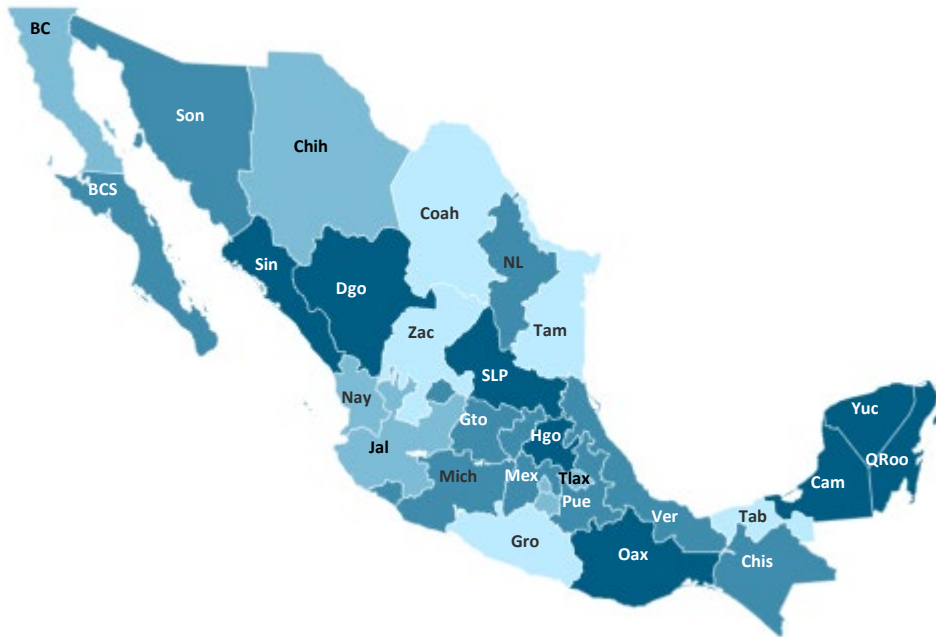 BC
Son
Chih
BCS
Coah
Sin
NL
Dgo
Zac
Tam
SLP
Nay
Yuc
Gto
Hgo
Jal
QRoo
Mich
Mex
Tlax
Cam
Pue
Ver
Tab
Gro
Oax
Chis